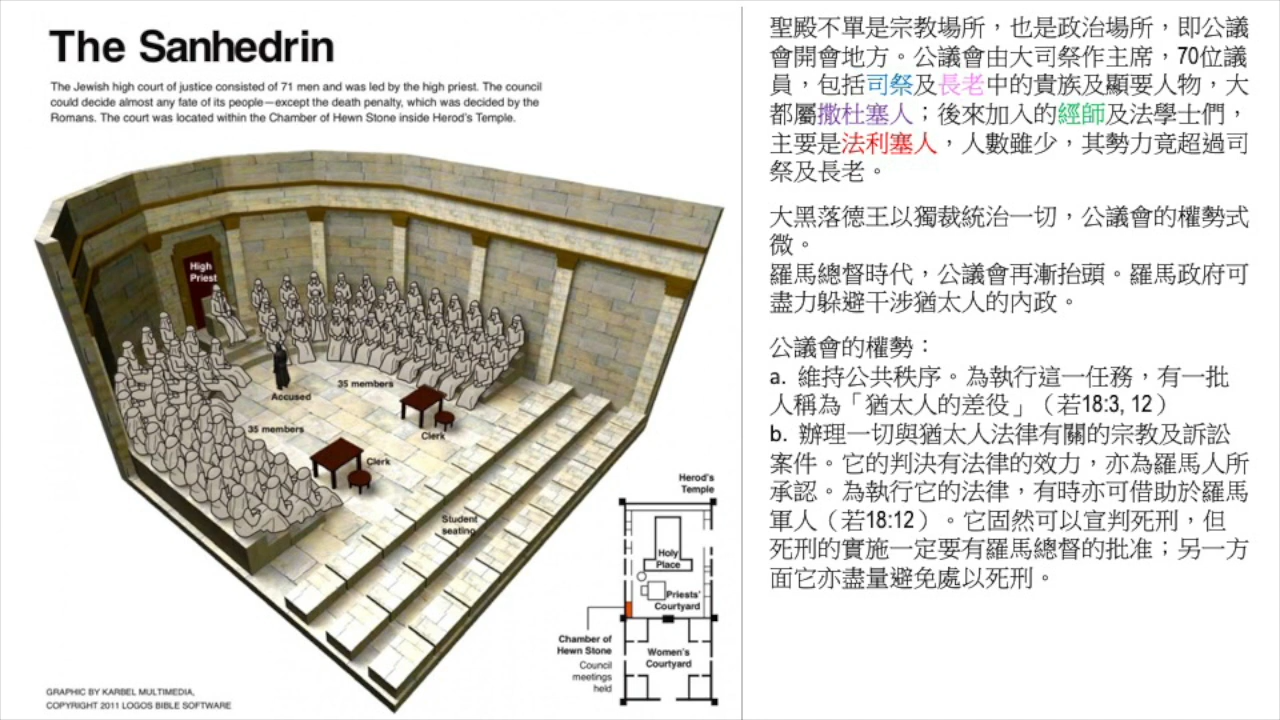 The Sanhedrin
The Jewish high court of justice consisted of 71 men and was led by the high priest. The council
could decide almost any fate of its people—except the death penalty, which was decided by the
Romans. The court was located within the Chamber of Hewn Stone inside Herod's Temple.
High
Priest
Accused
35 members
35 members
Clerk
Clerk
Student
seating
Herod's
Temple
Holy
Place
Priests'
Courtyard
Chamber of
Hewn Stone
Council
meetings
held
Women's
Courtyard
GRAPHIC BY KARBEL MULTIMEDIA,
COPYRIGHT 2011 LOGOS BIBLE SOFTWARE
聖殿不單是宗教場所，也是政治場所，即公議
會開會地方。公議會由大司祭作主席，70位議
員，包括司祭及長老中的貴族及顯要人物，大
都屬撒杜塞人；後來加入的經師及法學士們，
主要是法利塞人，人數雖少，其勢力竟超過司
祭及長老。
大黑落德王以獨裁統治一切，公議會的權勢式
微。
羅馬總督時代，公議會再漸抬頭。羅馬政府可
盡力躲避干涉猶太人的內政。
公議會的權勢：
a. 維持公共秩序。為執行這一任務，有一批
人稱為「猶太人的差役」（若18:3, 12）
b. 辦理一切與猶太人法律有關的宗教及訴訟
案件。它的判決有法律的效力，亦為羅馬人所
承認。為執行它的法律，有時亦可借助於羅馬
軍人（若18:12）。它固然可以宣判死刑，但
死刑的實施一定要有羅馬總督的批准；另一方
面它亦盡量避免處以死刑。